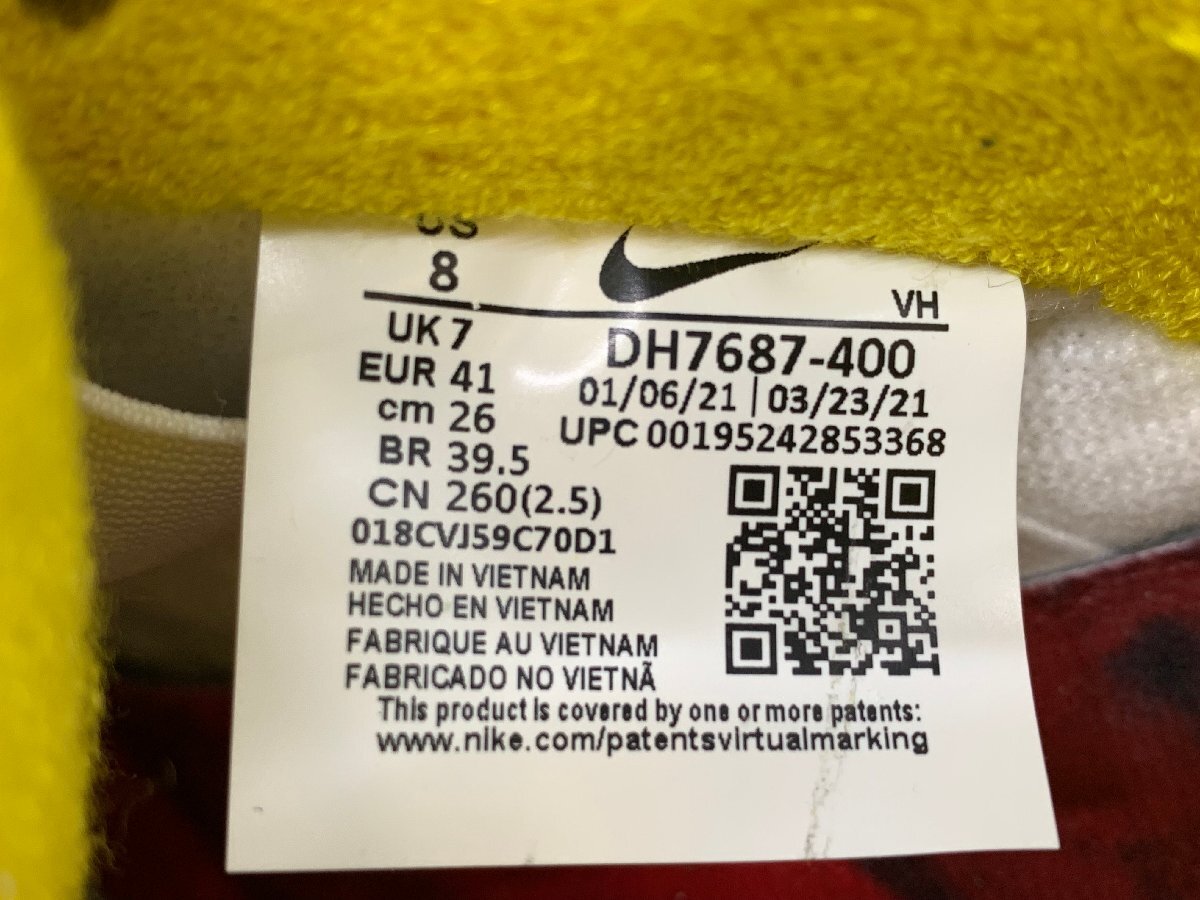 US
8
VH
UK 7
EUR 41
cm 26
BR 39.5
CN 260(2.5)
DH7687-400
01/06/21 | 03/23/21
UPC 00195242853368
018CVJ59C70D1
MADE IN VIETNAM
HECHO EN VIETNAM
FABRIQUE AU VIETNAM
FABRICADO NO VIETNÃ
This product is covered by one or more patents:
www.nike.com/patentsvirtualmarking